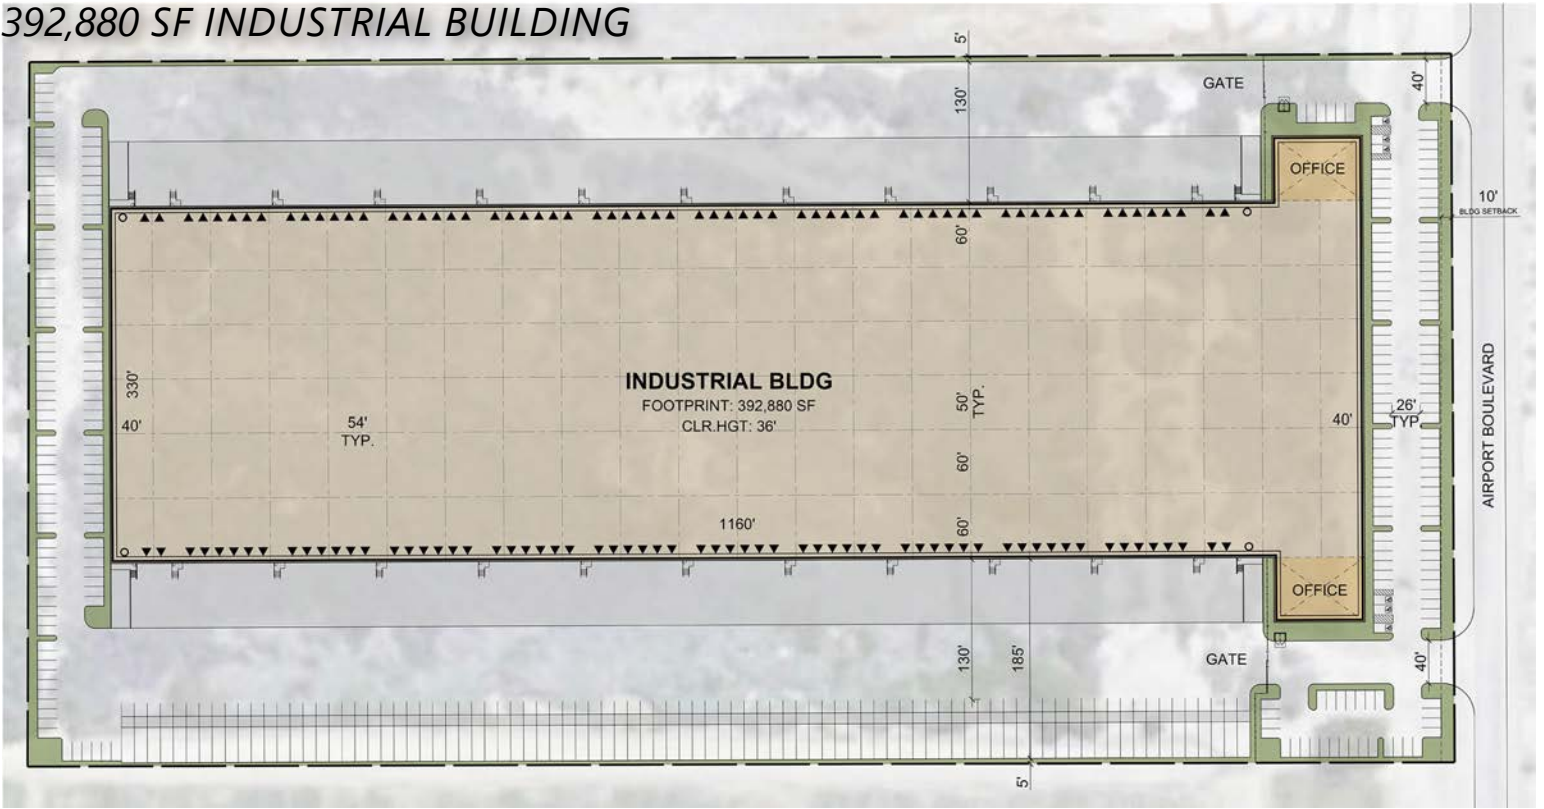 392,880 SF INDUSTRIAL BUILDING
5'
130'
GATE
40'
OFFICE
10'
BLDG SETBACK
60'
330'
40'
54'
TYP.
INDUSTRIAL BLDG
FOOTPRINT: 392,880 SF
CLR.HGT: 36'
50'
TYP.
40'
26'
TYP.
AIRPORT BOULEVARD
60'
1160'
60'
OFFICE
130'
185'
GATE
40'
5'